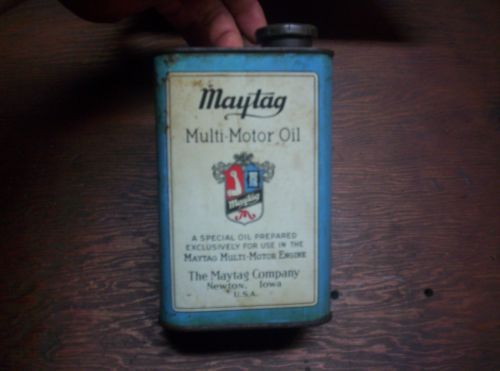 Maytag
Multi-Motor Oil
Maytag
M
A SPECIAL OIL PREPARED
EXCLUSIVELY FOR USE IN THE
MAYTAG MULTI-MOTOR ENGINE
The Maytag Company
Newton, Iowa
U.S.A.